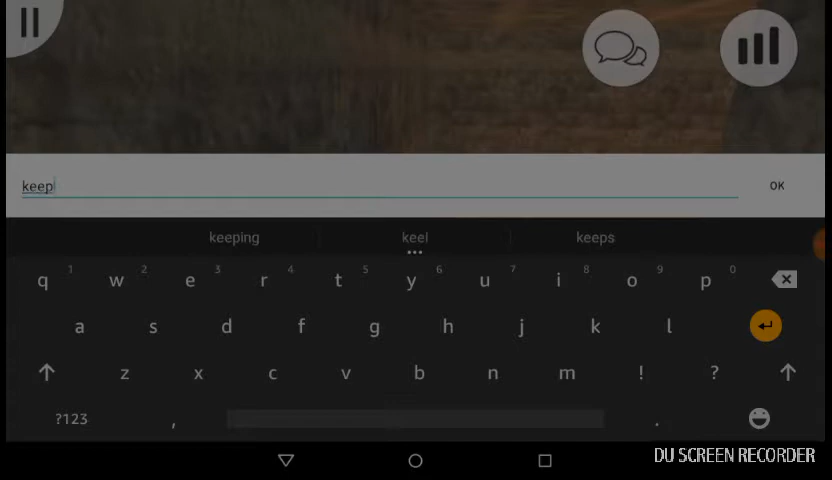 keep
OK
keeping keel keeps
q 1 w 2 e 3 r 4 t 5 y 6 u 7 i 8 o 9 p 0
a s d f g h j k l
z x c v b n m ! ?
?123 , .
DU SCREEN RECORDER